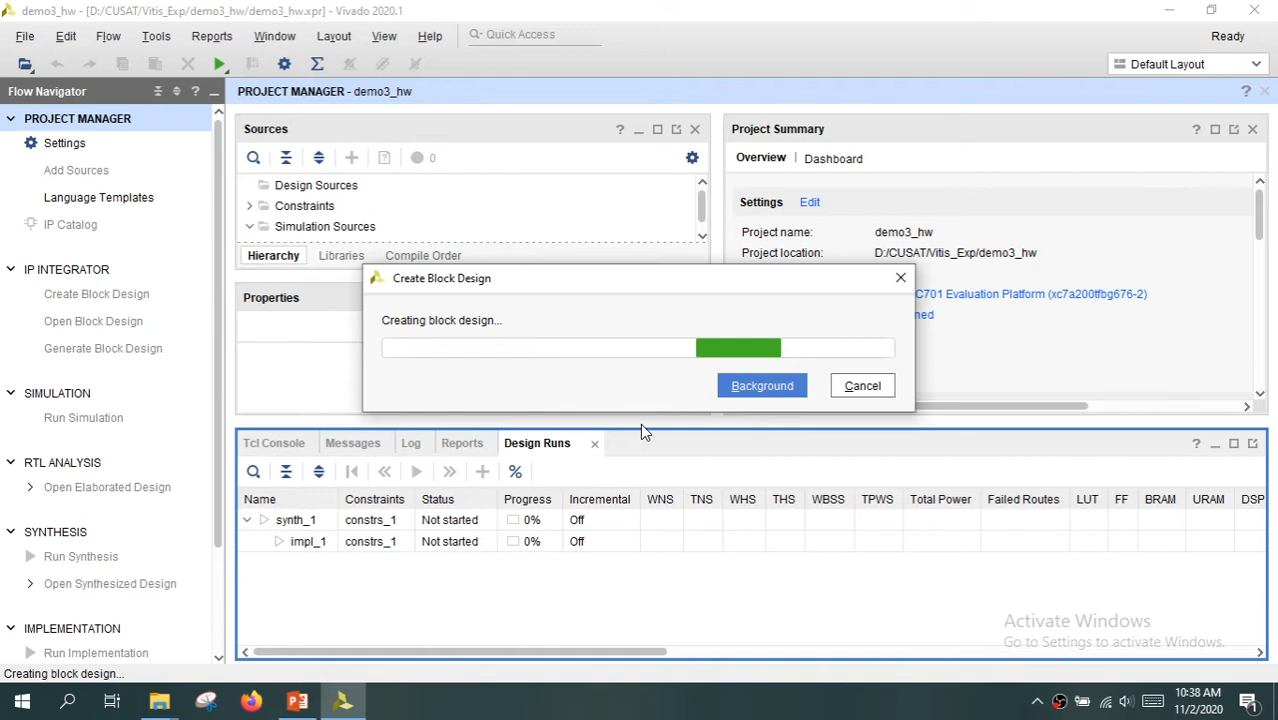 demo3_hw - [D:/CUSAT/Vitis_Exp/demo3_hw/demo3_hw.xpr] - Vivado 2020.1
File Edit Flow Tools Reports Window Layout View Help Quick Access Ready
Default Layout
Flow Navigator
PROJECT MANAGER - demo3_hw
PROJECT MANAGER
Settings
Add Sources
Language Templates
IP Catalog
IP INTEGRATOR
Create Block Design
Open Block Design
Generate Block Design
SIMULATION
Run Simulation
RTL ANALYSIS
Open Elaborated Design
SYNTHESIS
Run Synthesis
Open Synthesized Design
IMPLEMENTATION
Run Implementation
Sources
0
Design Sources
Constraints
Simulation Sources
Hierarchy Libraries Compile Order
Properties
Project Summary
Overview | Dashboard
Settings Edit
Project name: demo3_hw
Project location: D:/CUSAT/Vitis_Exp/demo3_hw
C701 Evaluation Platform (xc7a200tfbg676-2)
ned
Create Block Design
Creating block design...
Background Cancel
Tcl Console Messages Log Reports Design Runs
Name Constraints Status Progress Incremental WNS TNS WHS THS WBSS TPWS Total Power Failed Routes LUT FF BRAM URAM DSP
synth_1 constrs_1 Not started 0% Off
impl_1 constrs_1 Not started 0% Off
Activate Windows
Go to Settings to activate Windows.
Creating block design...
10:38 AM
11/2/2020
1